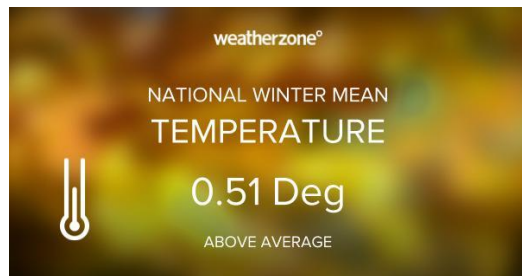 weatherzone°
NATIONAL WINTER MEAN
TEMPERATURE
0.51 Deg
ABOVE AVERAGE